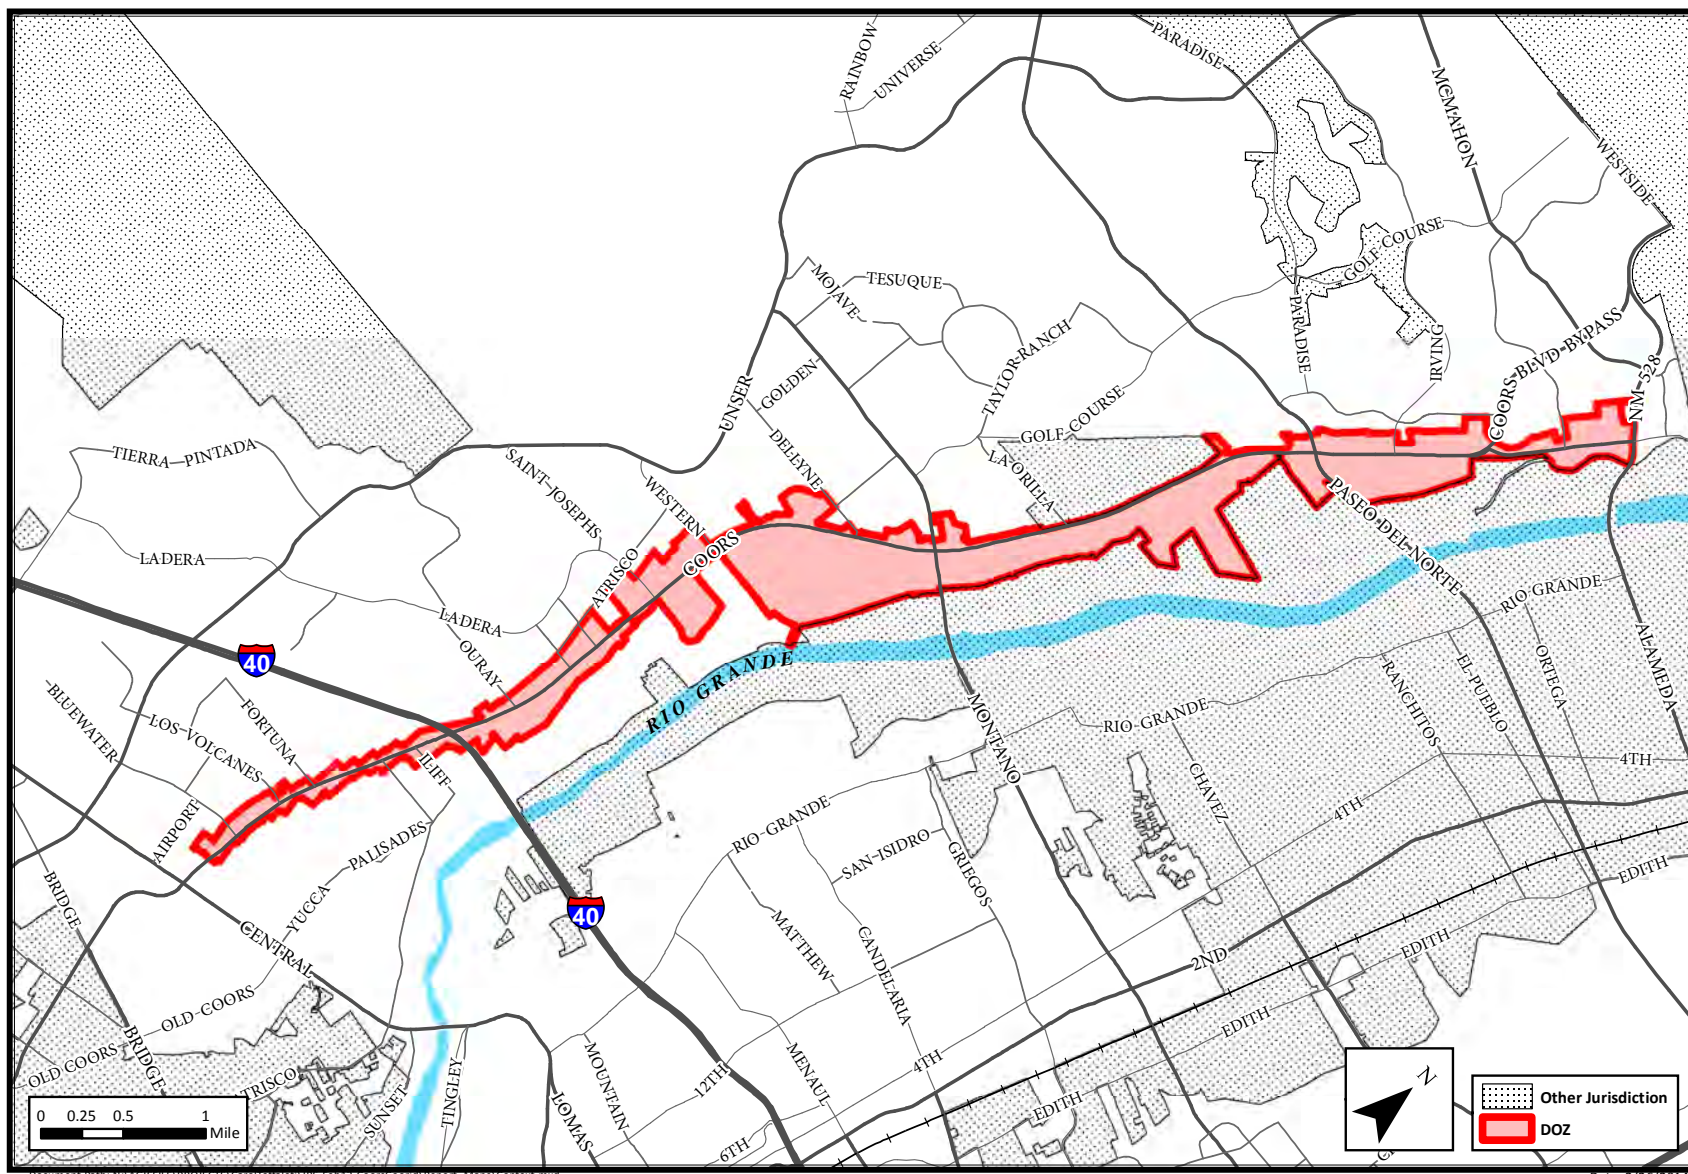 PARADISE
RAINBOW
UNIVERSE
MCMAHON
WESTSIDE
GOLF COURSE
MOJAVE
TESUQUE
PARADISE
TAYLOR RANCH
IRIVING
COORS BLVD BYPASS
NM 528
UNSER
GOLDEN
GOLF COURSE
DELLYNE
LA ORILLA
TIERRA PINTADA
SAINT JOSEPHS
WESTERN
COORS
PASEO DEL NORTE
LADERA
ATRISCO
LADERA
OURAY
RIO GRANDE
RIO GRANDE
ALAMEDA
ORTEGA
EL PUEBLO
RANCHITOS
40
BLUEWATER
LOS VOLCANES
FORTUNA
ILIFF
MONTANO
RIO GRANDE
4TH
CHAVEZ
4TH
AIRPORT
PALISADES
YUCCA
RIO GRANDE
SAN ISIDRO
GRIEGOS
EDITH
BRIDGE
CENTRAL
40
MATTHEW
CANDELARIA
2ND
EDITH
OLD COORS
EDITH
OLD COORS
BRIDGE
TRISCO
SUNSET
TINGLEY
LOMAS
MOUNTAIN
12TH
MENAUL
4TH
6TH
EDITH
0 0.25 0.5 1
Mile
N
Other Jurisdiction
DOZ